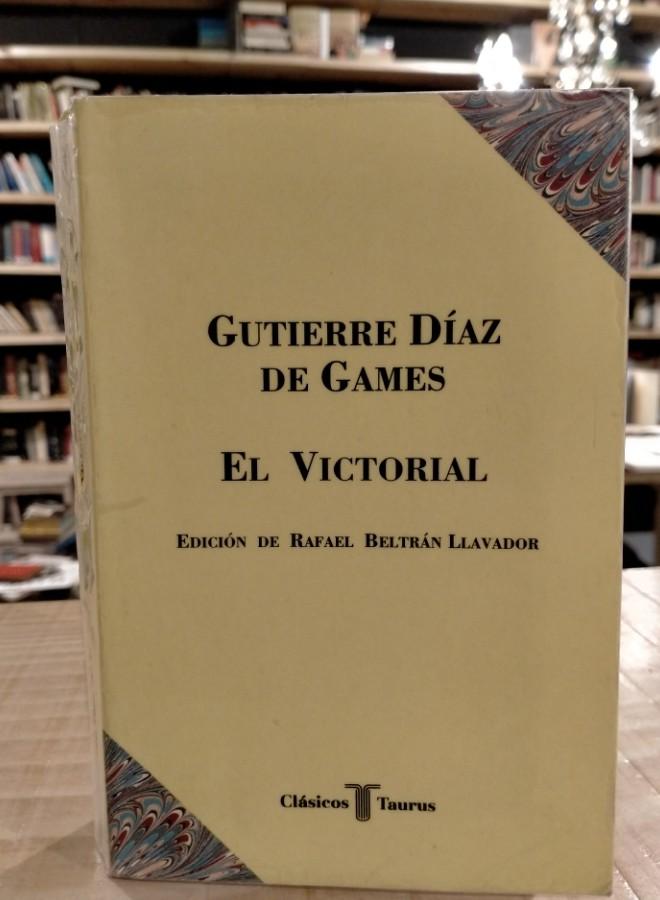 GUTIERRE DÍAZ
DE GAMES
EL VICTORIAL
EDICIÓN DE RAFAEL BELTRÁN LLAVADOR
Clásicos Taurus